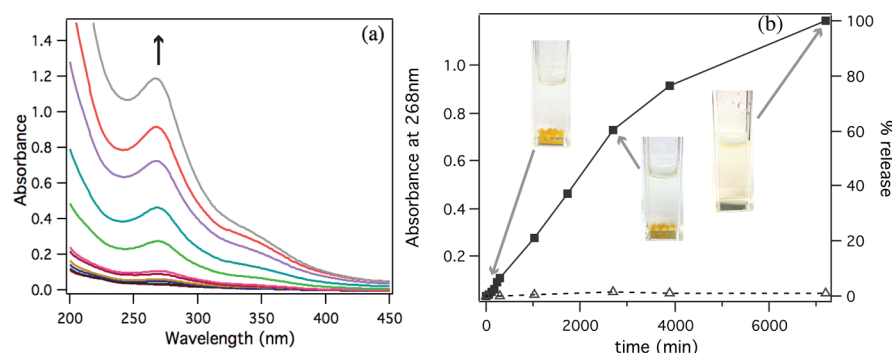 (a)
1.4
1.2
1.0
0.8
0.6
0.4
0.2
0.0
Absorbance
200 250 300 350 400 450
Wavelength (nm)
(b)
1.0
0.8
0.6
0.4
0.2
Absorbance at 268nm
100
80
60
40
20
0
% release
0 2000 4000 6000
time (min)